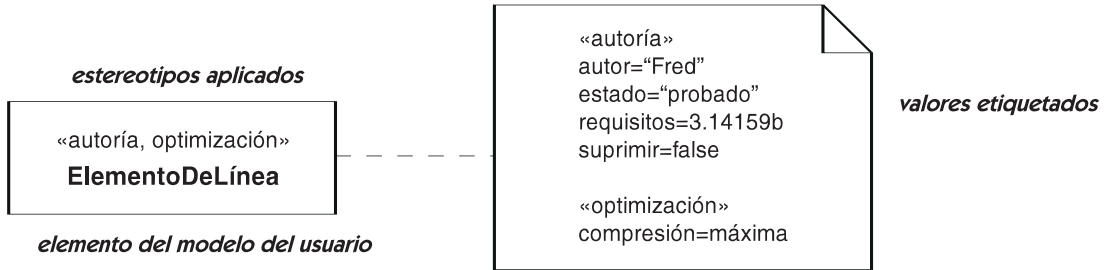 estereotipos aplicados
«autoría, optimización»
ElementoDeLínea
elemento del modelo del usuario
«autoría»
autor=“Fred”
estado=“probado”
requisitos=3.14159b
suprimir=false
«optimización»
compresión=máxima
valores etiquetados